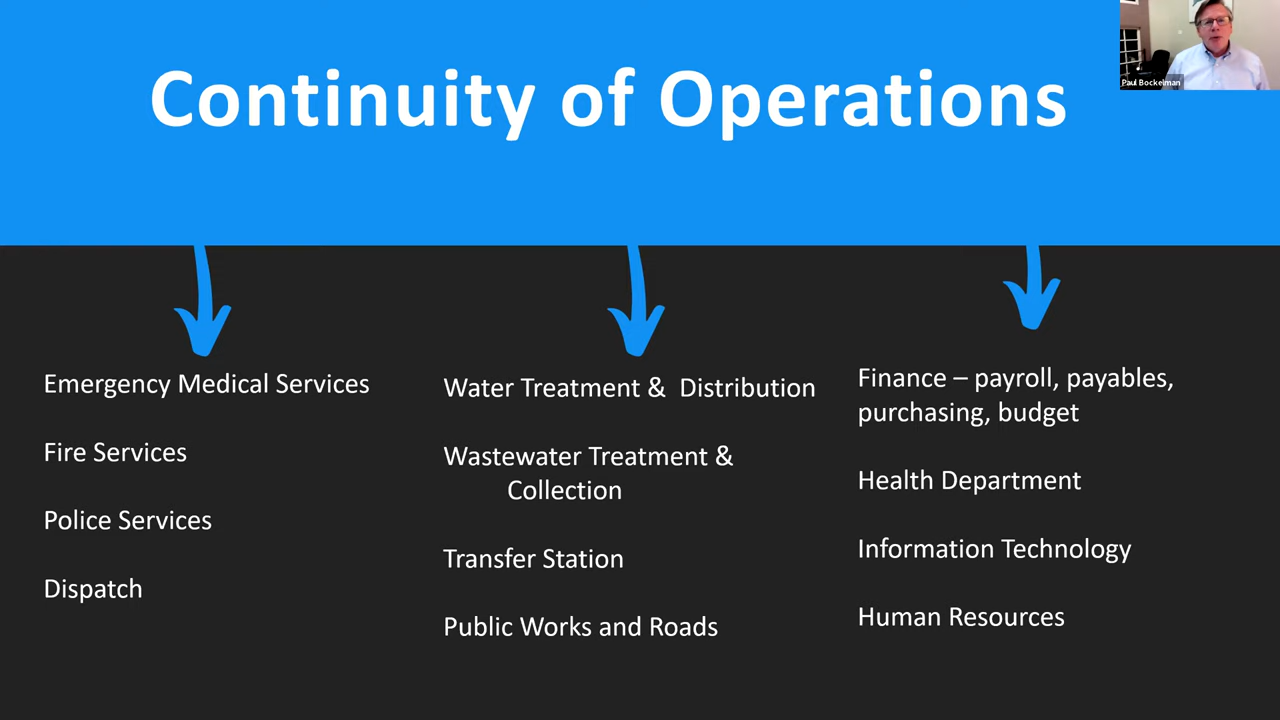 Continuity of Operations
Paul Bockelman
Emergency Medical Services
Fire Services
Police Services
Dispatch
Water Treatment & Distribution
Wastewater Treatment &
Collection
Transfer Station
Public Works and Roads
Finance – payroll, payables,
purchasing, budget
Health Department
Information Technology
Human Resources